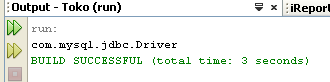 Output - Toko (run)
iReport
run:
com.mysql.jdbc.Driver
BUILD SUCCESSFUL (total time: 3 seconds)